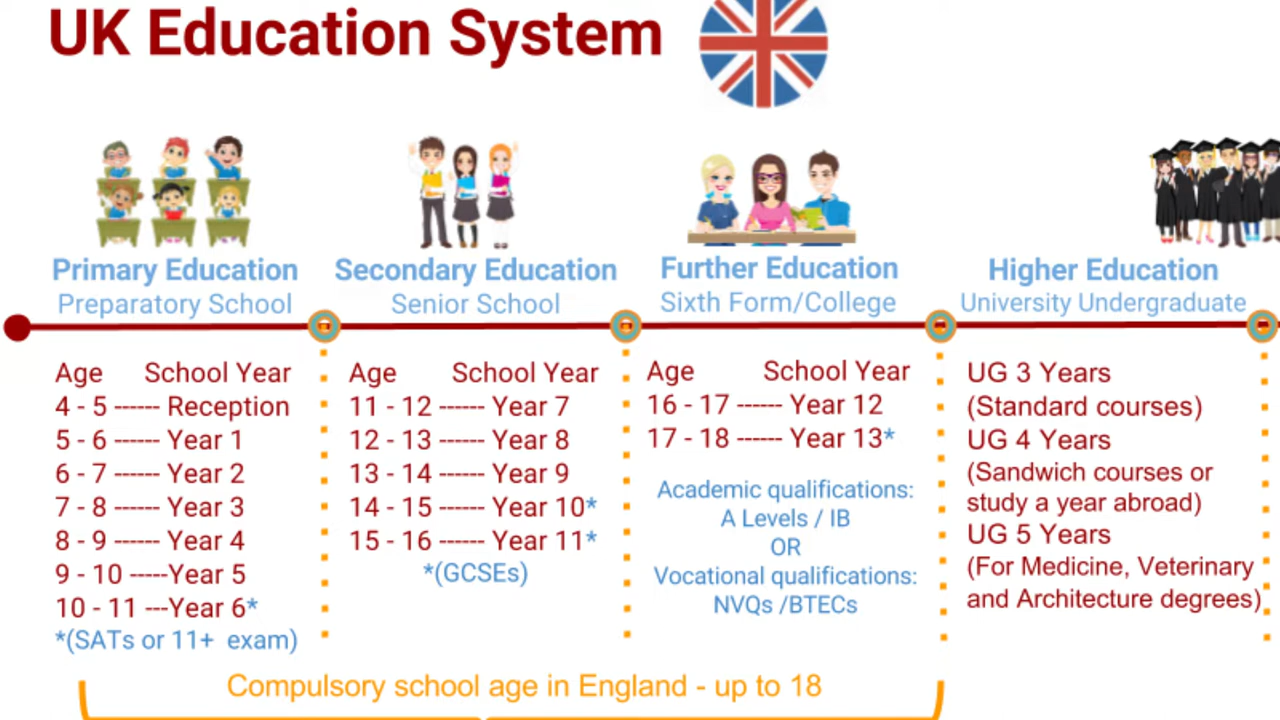 UK Education System
Primary Education
Preparatory School
Age School Year
4 - 5 ------ Reception
5 - 6 ------ Year 1
6 - 7 ------ Year 2
7 - 8 ------ Year 3
8 - 9 ------ Year 4
9 - 10 -----Year 5
10 - 11 ---Year 6*
*(SATs or 11+ exam)
Secondary Education
Senior School
Age School Year
11 - 12 ------ Year 7
12 - 13 ------ Year 8
13 - 14 ------ Year 9
14 - 15 ------ Year 10*
15 - 16 ------ Year 11*
*(GCSEs)
Further Education
Sixth Form/College
Age School Year
16 - 17 ------ Year 12
17 - 18 ------ Year 13*
Academic qualifications:
A Levels / IB
OR
Vocational qualifications:
NVQs /BTECs
Higher Education
University Undergraduate
UG 3 Years
(Standard courses)
UG 4 Years
(Sandwich courses or
study a year abroad)
UG 5 Years
(For Medicine, Veterinary
and Architecture degrees)
Compulsory school age in England - up to 18